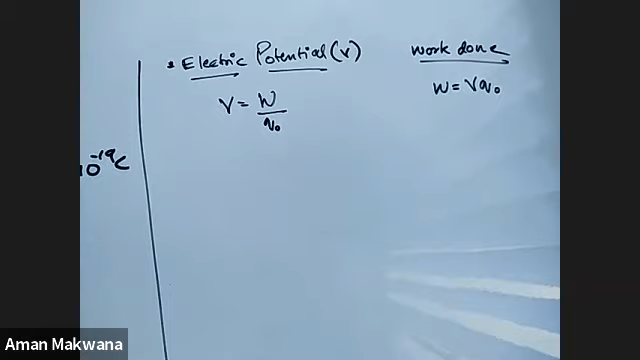 • Electric Potential (V)
V = W / q₀
work done
W = Vq₀
10⁻¹⁹C
Aman Makwana